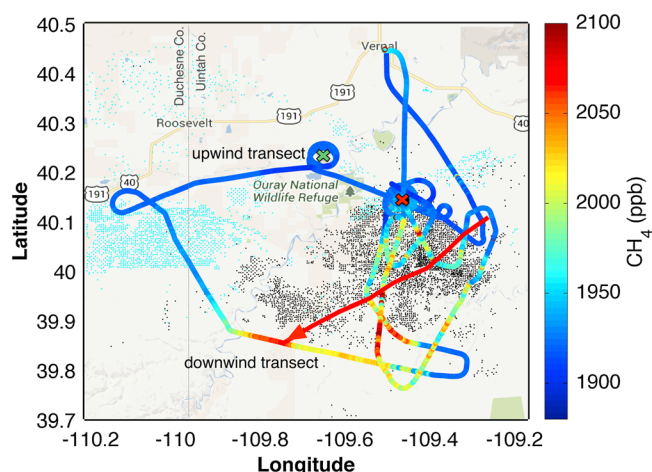 40.5
40.4
40.3
40.2
40.1
40
39.9
39.8
39.7
Latitude
-110.2
-110
-109.8
-109.6
-109.4
-109.2
Longitude
Duchesne Co.
Uintah Co.
Vernal
191
191
40
Roosevelt
upwind transect
191
40
Ouray National
Wildlife Refuge
downwind transect
2100
2050
2000
1950
1900
CH4 (ppb)